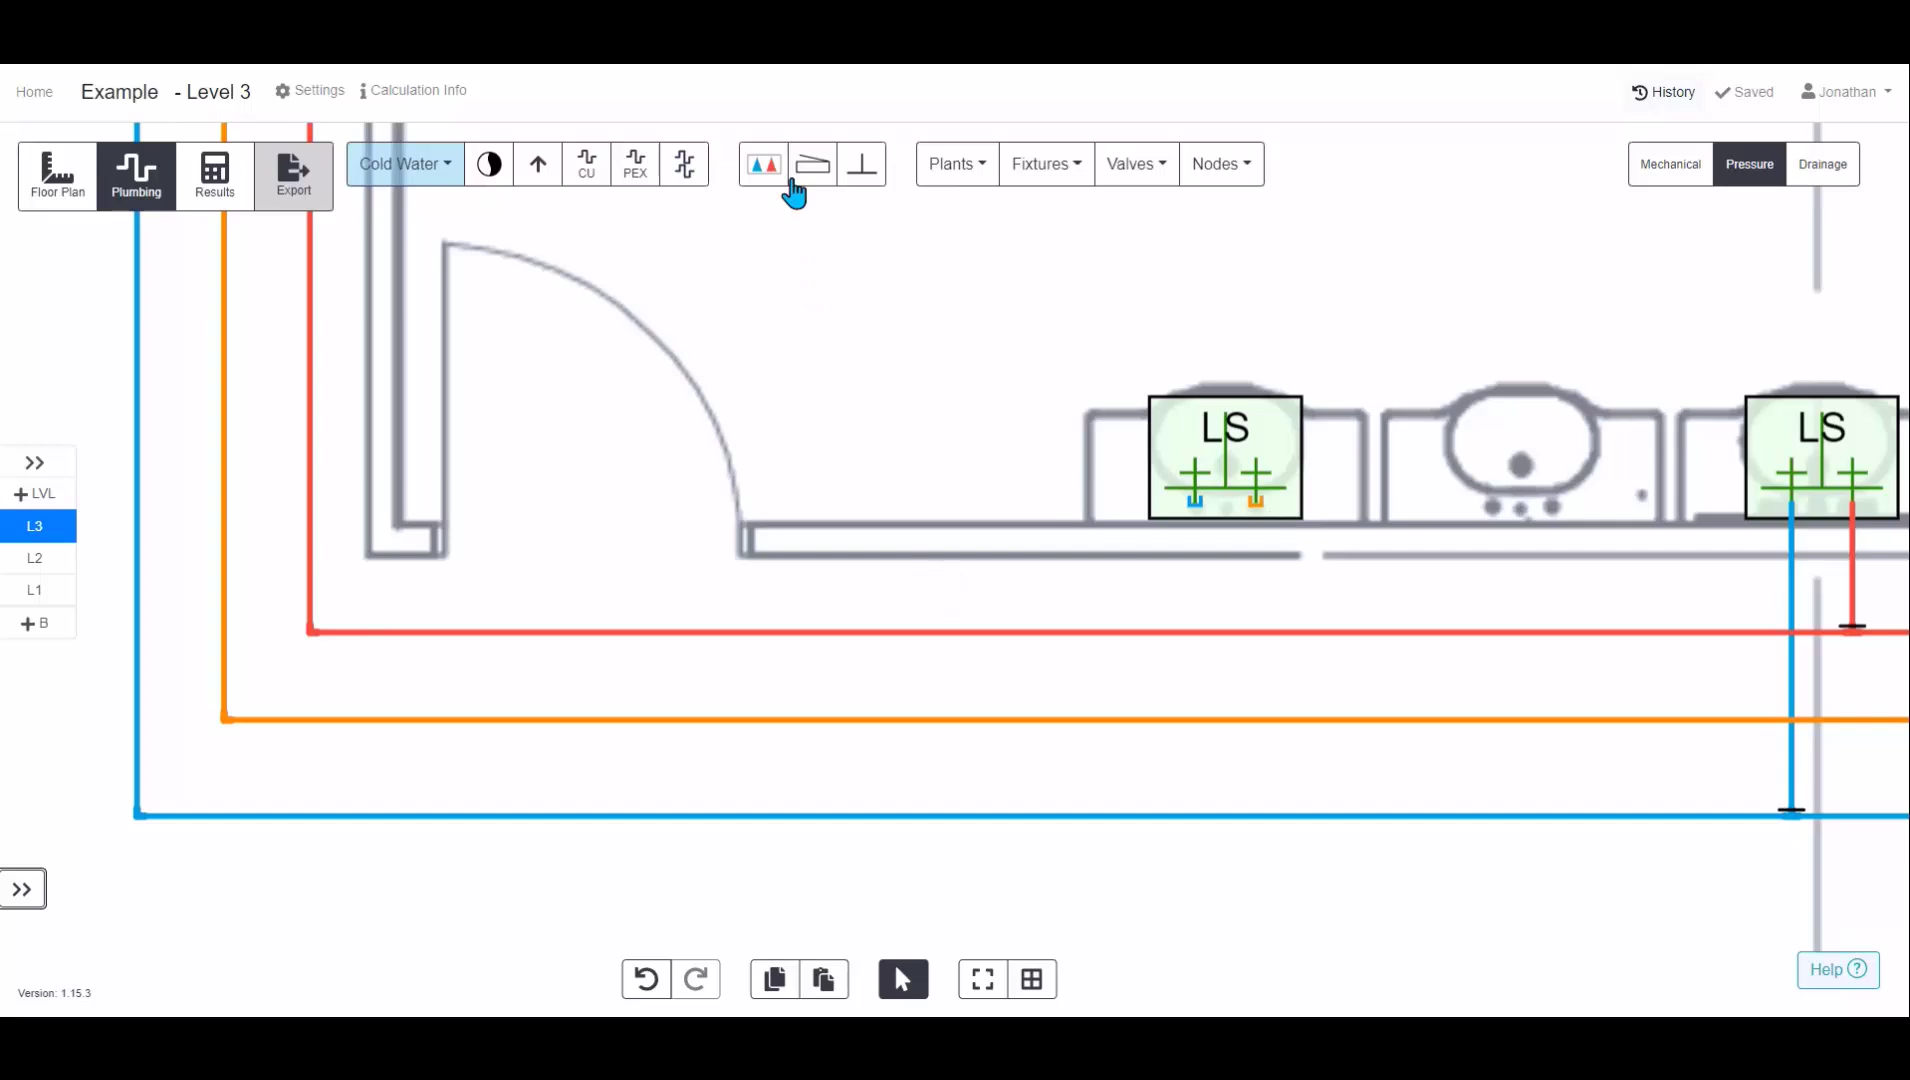 Home Example - Level 3 Settings Calculation Info History Saved Jonathan
Floor Plan Plumbing Results Export Cold Water CU PEX Plants Fixtures Valves Nodes Mechanical Pressure Drainage
LS LS
LVL
L3
L2
L1
B
Help
Version: 1.15.3